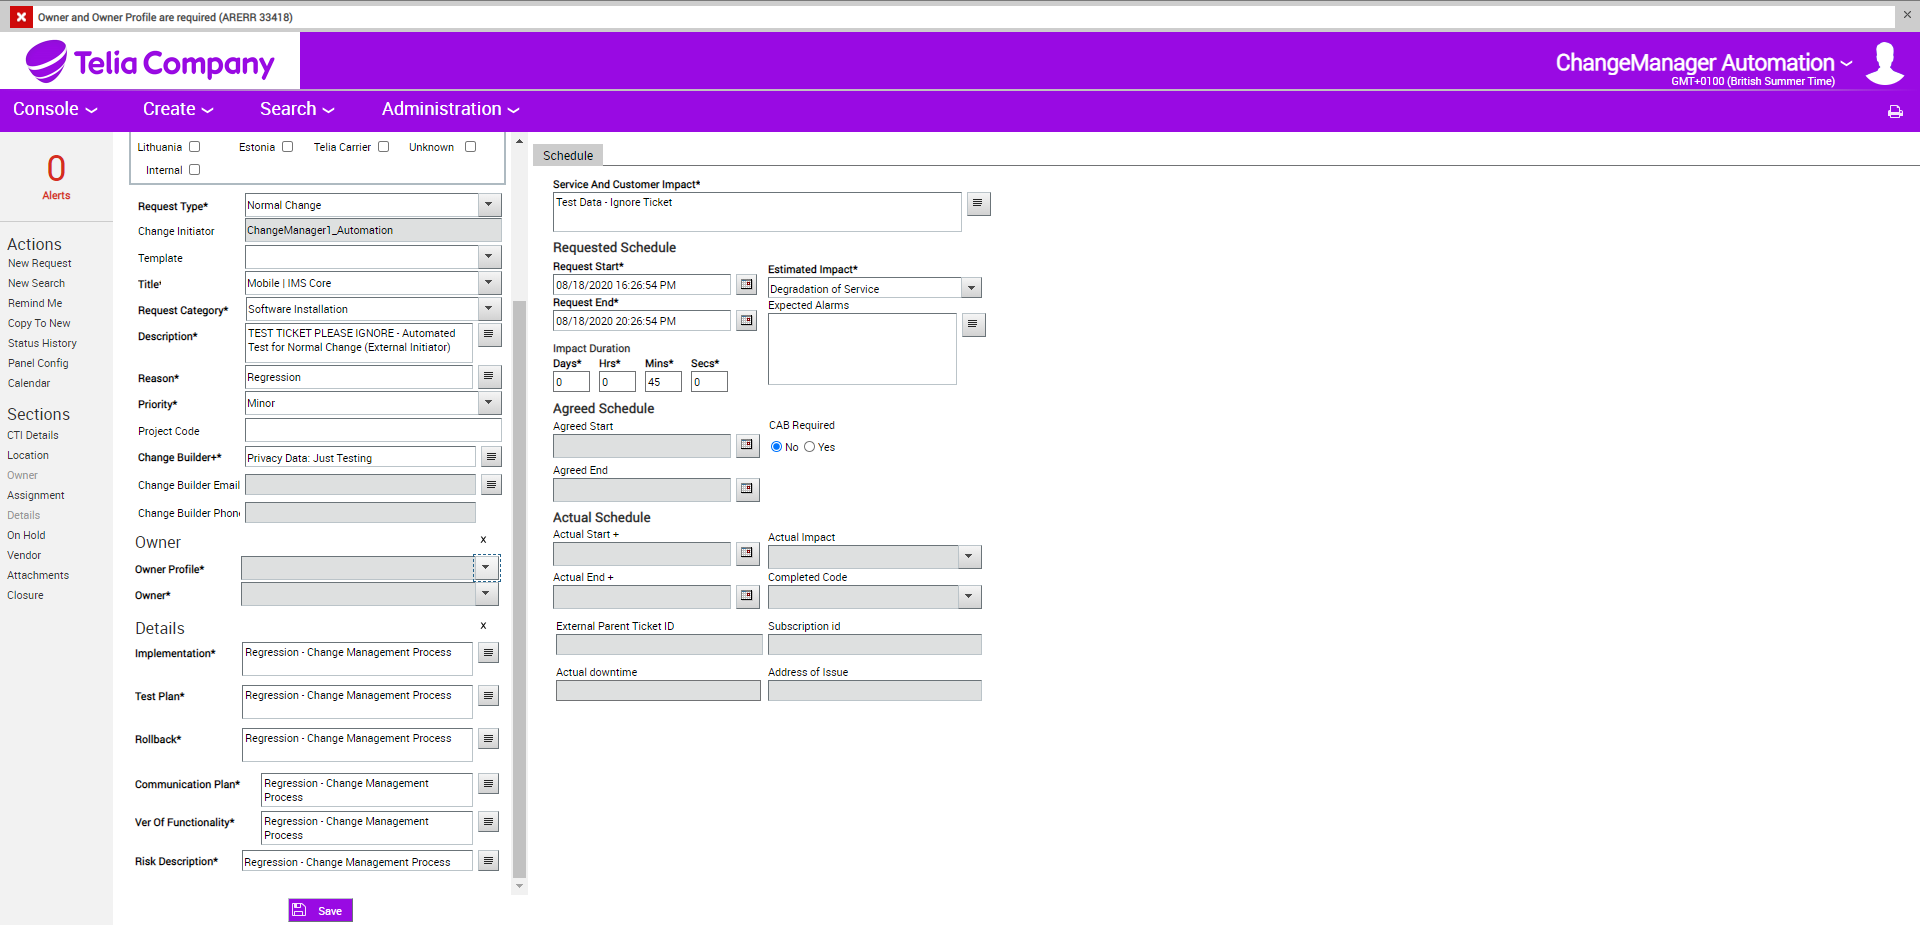 Owner and Owner Profile are required (ARERR 33418)
Telia Company
ChangeManager Automation
GMT+0100 (British Summer Time)
Console
Create
Search
Administration
0
Alerts
Actions
New Request
New Search
Remind Me
Copy To New
Status History
Panel Config
Calendar
Sections
CTI Details
Location
Owner
Assignment
Details
On Hold
Vendor
Attachments
Closure
Lithuania
Estonia
Telia Carrier
Unknown
Internal
Request Type*
Normal Change
Change Initiator
ChangeManager1_Automation
Template
Title*
Mobile | IMS Core
Request Category*
Software Installation
Description*
TEST TICKET PLEASE IGNORE - Automated
Test for Normal Change (External Initiator)
Reason*
Regression
Priority*
Minor
Project Code
Change Builder+*
Privacy Data: Just Testing
Change Builder Email
Change Builder Phon
Owner
x
Owner Profile*
Owner*
Details
x
Implementation*
Regression - Change Management Process
Test Plan*
Regression - Change Management Process
Rollback*
Regression - Change Management Process
Communication Plan*
Regression - Change Management
Process
Ver Of Functionality*
Regression - Change Management
Process
Risk Description*
Regression - Change Management Process
Save
Schedule
Service And Customer Impact*
Test Data - Ignore Ticket
Requested Schedule
Request Start*
08/18/2020 16:26:54 PM
Request End*
08/18/2020 20:26:54 PM
Estimated Impact*
Degradation of Service
Expected Alarms
Impact Duration
Days* Hrs* Mins* Secs*
0 0 45 0
Agreed Schedule
Agreed Start
CAB Required
No Yes
Agreed End
Actual Schedule
Actual Start +
Actual Impact
Actual End +
Completed Code
External Parent Ticket ID
Subscription id
Actual downtime
Address of Issue